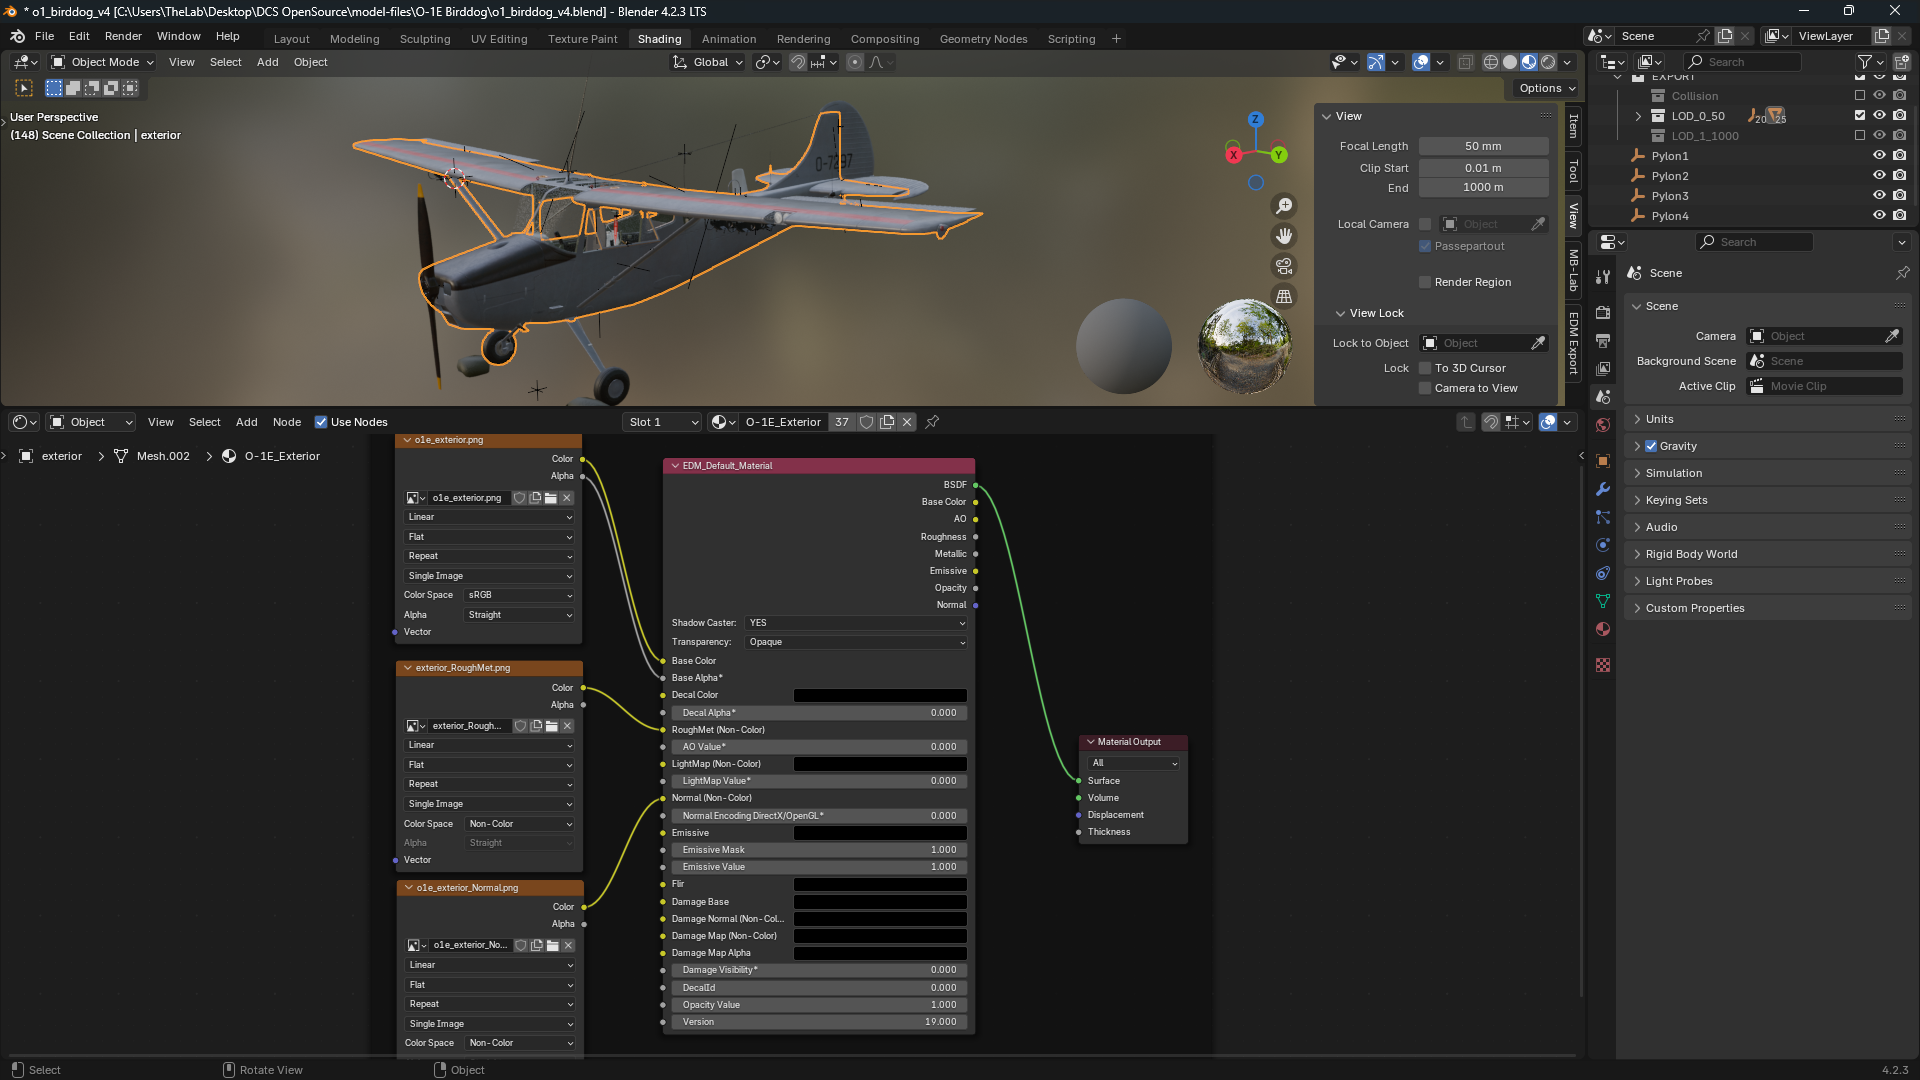 * o1_birddog_v4 [C:\Users\TheLab\Desktop\DCS OpenSource\model-files\O-1E Birddog\o1_birddog_v4.blend] - Blender 4.2.3 LTS
File Edit Render Window Help Layout Modeling Sculpting UV Editing Texture Paint Shading Animation Rendering Compositing Geometry Nodes Scripting + Scene ViewLayer
Object Mode View Select Add Object Global Search
Options
User Perspective
(148) Scene Collection | exterior
O-7297
Z
X
Y
View
Focal Length 50 mm
Clip Start 0.01 m
End 1000 m
Local Camera Object
Passepartout
Render Region
View Lock
Lock to Object Object
Lock To 3D Cursor
Camera to View
Item
Tool
View
MB-Lab
EDM Export
EXPORT
Collision
LOD_0_50 20 25
LOD_1_1000
Pylon1
Pylon2
Pylon3
Pylon4
Search
Scene
Scene
Camera Object
Background Scene Scene
Active Clip Movie Clip
Units
Gravity
Simulation
Keying Sets
Audio
Rigid Body World
Light Probes
Custom Properties
Object View Select Add Node Use Nodes Slot 1 O-1E_Exterior 37
exterior > Mesh.002 > O-1E_Exterior
o1e_exterior.png
Color
Alpha
o1e_exterior.png
Linear
Flat
Repeat
Single Image
Color Space sRGB
Alpha Straight
Vector
exterior_RoughMet.png
Color
Alpha
exterior_Rough...
Linear
Flat
Repeat
Single Image
Color Space Non-Color
Alpha Straight
Vector
o1e_exterior_Normal.png
Color
Alpha
o1e_exterior_No...
Linear
Flat
Repeat
Single Image
Color Space Non-Color
EDM_Default_Material
BSDF
Base Color
AO
Roughness
Metallic
Emissive
Opacity
Normal
Shadow Caster: YES
Transparency: Opaque
Base Color
Base Alpha*
Decal Color
Decal Alpha* 0.000
RoughMet (Non-Color)
AO Value* 0.000
LightMap (Non-Color)
LightMap Value* 0.000
Normal (Non-Color)
Normal Encoding DirectX/OpenGL* 0.000
Emissive
Emissive Mask 1.000
Emissive Value 1.000
Flir
Damage Base
Damage Normal (Non-Col...
Damage Map (Non-Color)
Damage Map Alpha
Damage Visibility* 0.000
DecalId 0.000
Opacity Value 1.000
Version 19.000
Material Output
All
Surface
Volume
Displacement
Thickness
Select Rotate View Object 4.2.3